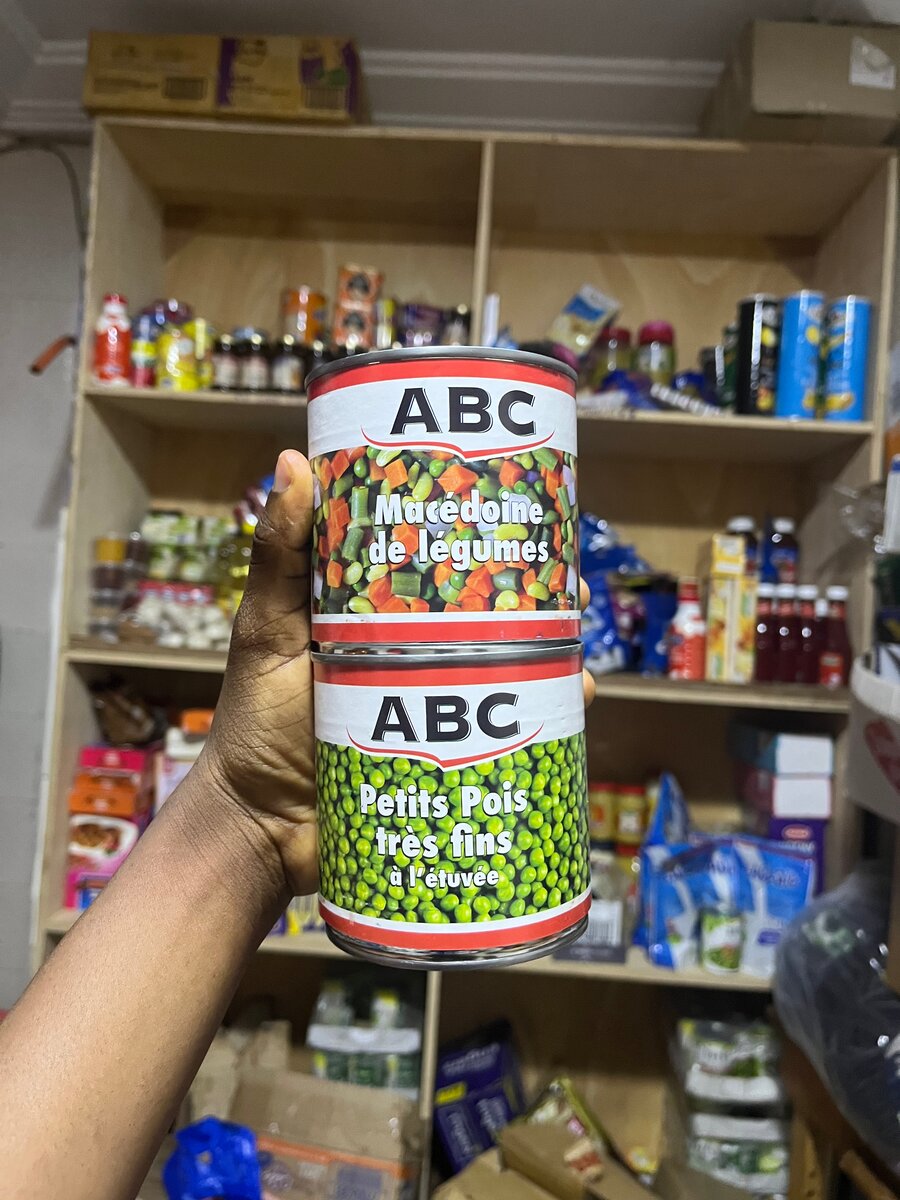 ABC
Macédoine
de légumes
ABC
Petits Pois
très fins
à l'étuvée